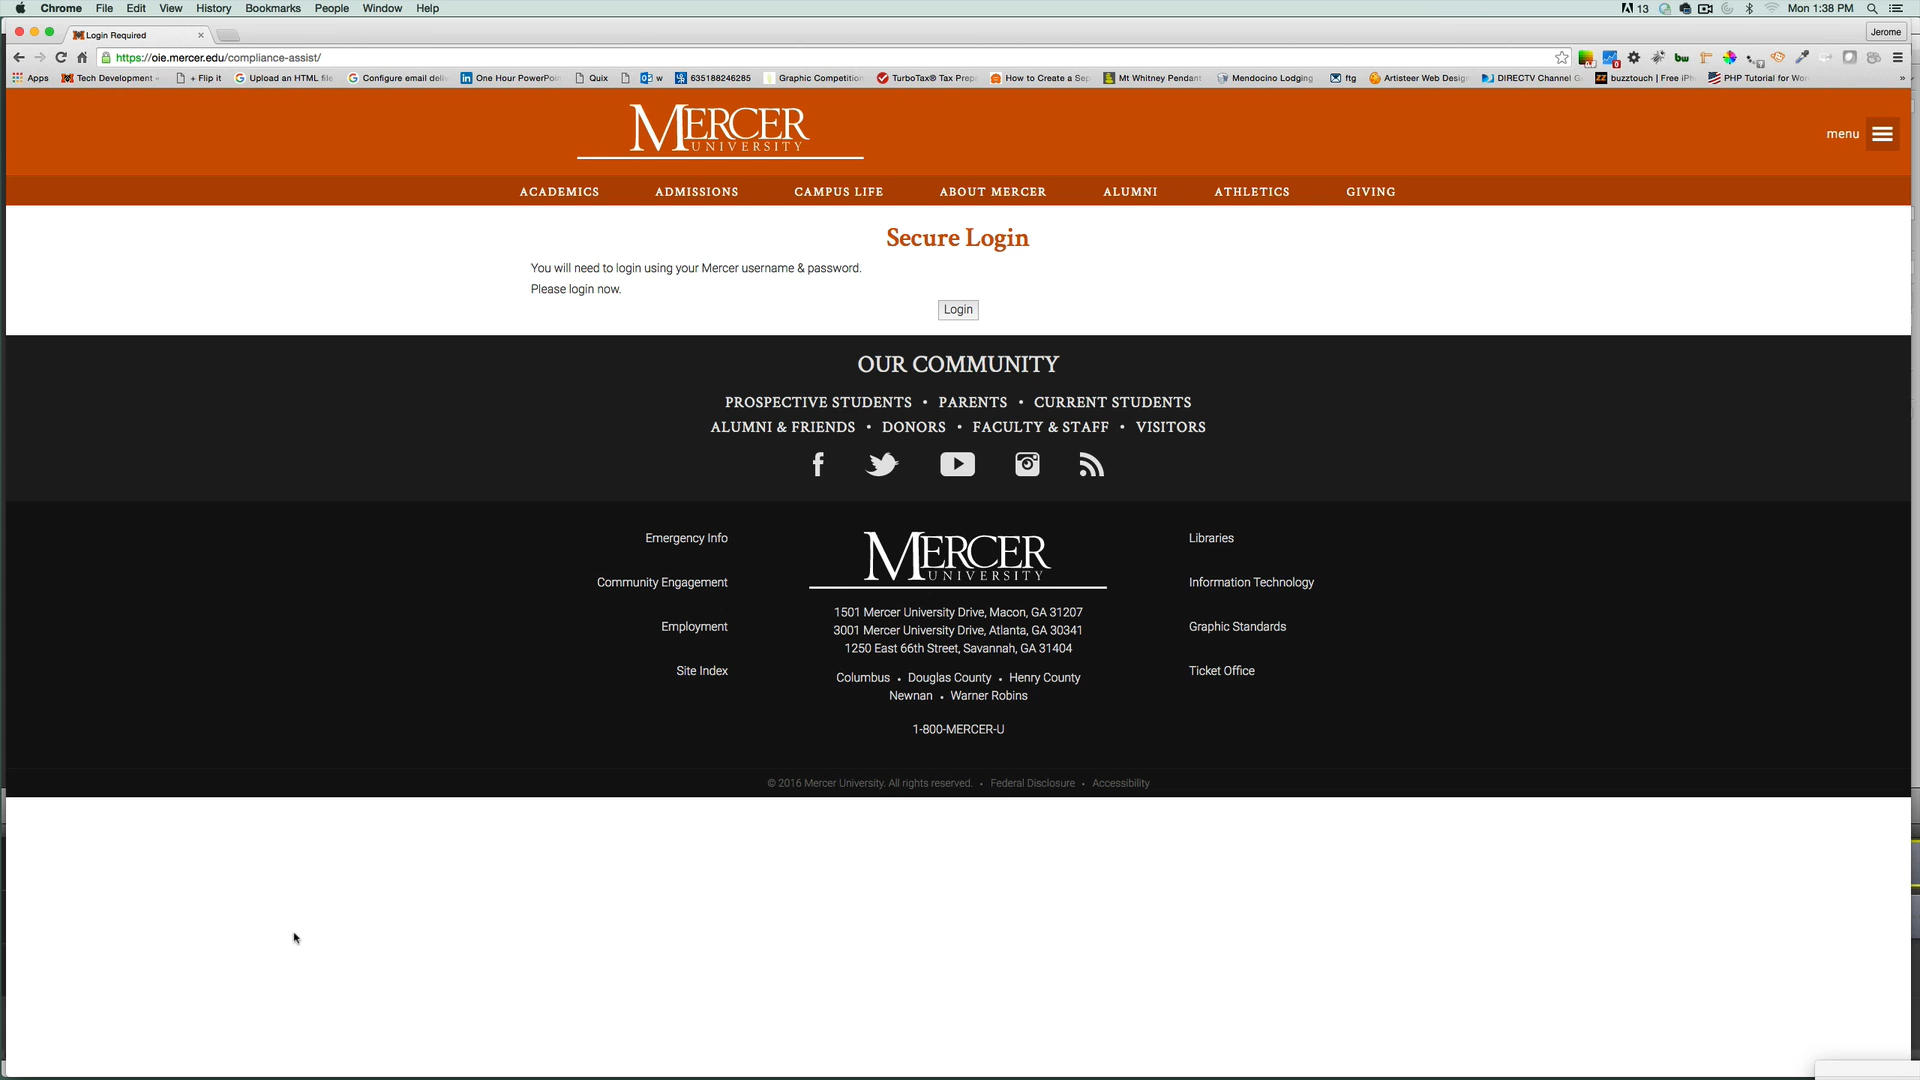 Chrome File Edit View History Bookmarks People Window Help 13 Mon 1:38 PM
Login Required Jerome
https://oie.mercer.edu/compliance-assist/
Apps Tech Development + Flip it Upload an HTML file Configure email deliv One Hour PowerPoin Quix w 635188246285 Graphic Competition TurboTax® Tax Prep How to Create a Sep Mt Whitney Pendant Mendocino Lodging ftg Artisteer Web Desig DIRECTV Channel G buzztouch | Free iPh PHP Tutorial for Wor »
MERCER
UNIVERSITY
menu
ACADEMICS ADMISSIONS CAMPUS LIFE ABOUT MERCER ALUMNI ATHLETICS GIVING
Secure Login
You will need to login using your Mercer username & password.
Please login now.
Login
OUR COMMUNITY
PROSPECTIVE STUDENTS • PARENTS • CURRENT STUDENTS
ALUMNI & FRIENDS • DONORS • FACULTY & STAFF • VISITORS
Emergency Info
Community Engagement
Employment
Site Index
MERCER
UNIVERSITY
1501 Mercer University Drive, Macon, GA 31207
3001 Mercer University Drive, Atlanta, GA 30341
1250 East 66th Street, Savannah, GA 31404
Columbus • Douglas County • Henry County
Newnan • Warner Robins
1-800-MERCER-U
Libraries
Information Technology
Graphic Standards
Ticket Office
© 2016 Mercer University. All rights reserved. • Federal Disclosure • Accessibility